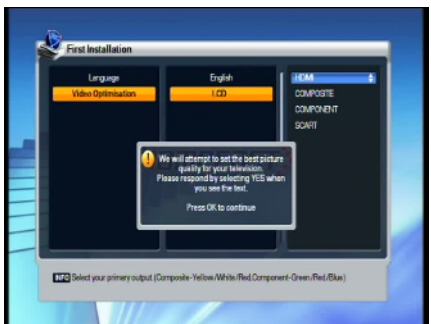 First Installation
Language
English
HDMI
Video Optimisation
LCD
COMPOSITE
COMPONENT
SCART
We will attempt to set the best picture
quality for your television.
Please respond by selecting YES when
you see the text.
Press OK to continue
INFO Select your primary output.(Composite-Yellow/White/Red,Component-Green/Red/Blue)